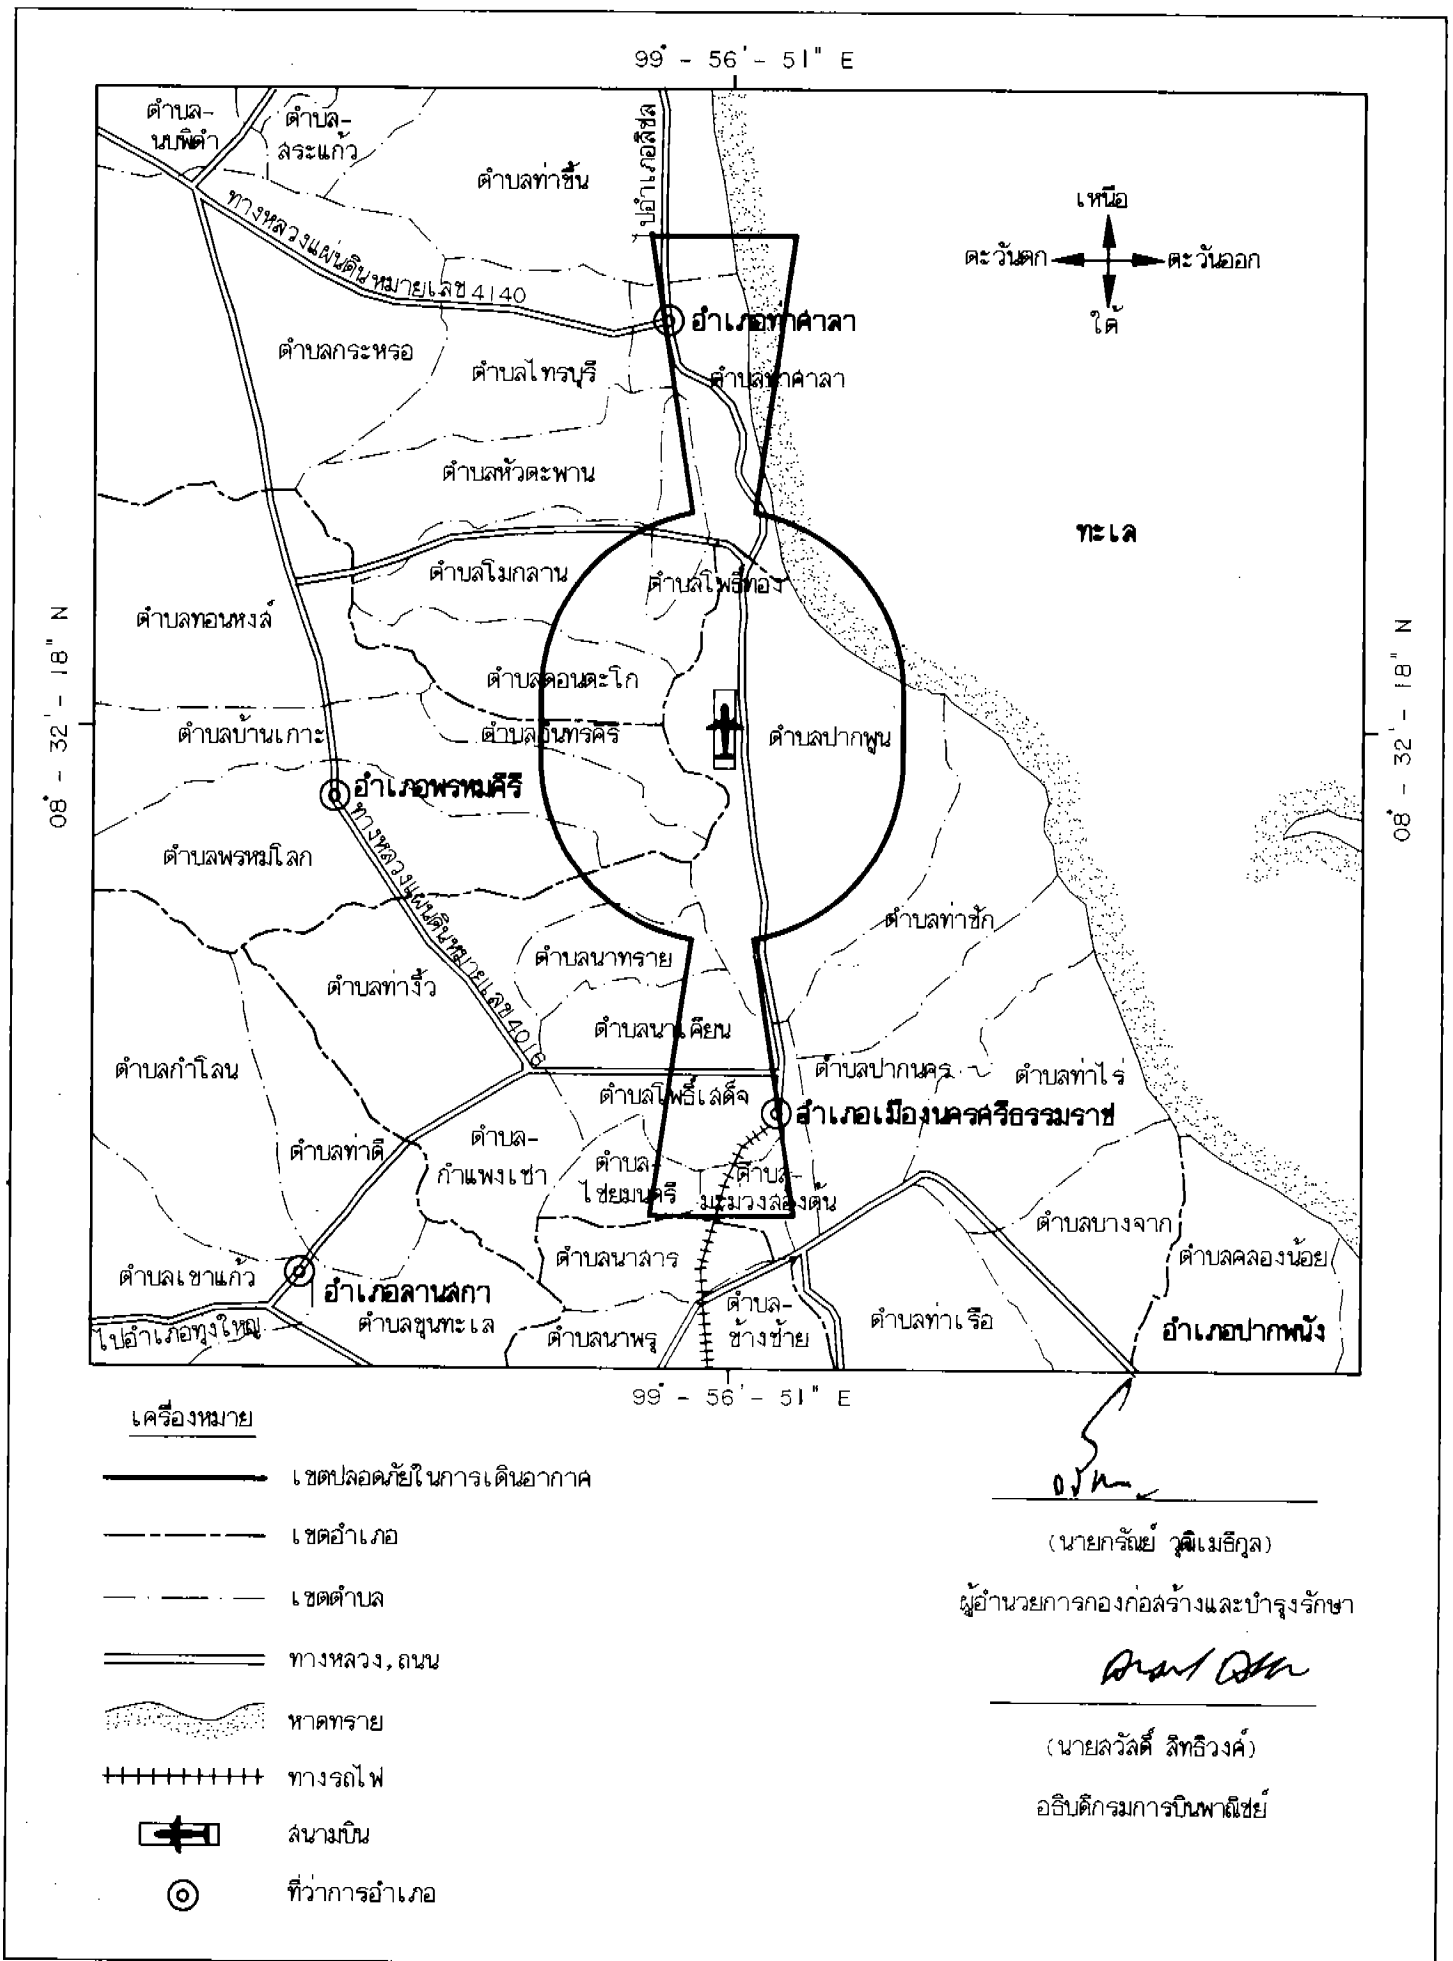 99° - 56' - 51" E
ตำบล-
นบพิตำ
ตำบล-
สระแก้ว
ตำบลท่าขึ้น
ไปอำเภอสิชล
เหนือ
ตะวันตก
ตะวันออก
ใต้
ทางหลวงแผ่นดินหมายเลข 4140
อำเภอท่าศาลา
ตำบลกระหรอ
ตำบลไทรบุรี
ตำบลท่าศาลา
ตำบลหัวตะพาน
ทะเล
ตำบลโมกลาน
ตำบลโพธิ์ทอง
ตำบลทอนหงส์
08° - 32' - 18" N
08° - 32' - 18" N
ตำบลดอนตะโก
ตำบลบ้านเกาะ
ตำบลอินทรคีรี
ตำบลปากพูน
อำเภอพรหมคีรี
ตำบลพรหมโลก
ทางหลวงแผ่นดินหมายเลข 4016
ตำบลท่าซัก
ตำบลนาทราย
ตำบลท่างิ้ว
ตำบลนาเคียน
ตำบลกำโลน
ตำบลปากนคร
ตำบลท่าไร่
ตำบลโพธิ์เสด็จ
อำเภอเมืองนครศรีธรรมราช
ตำบลท่าดี
ตำบล-
กำแพงเซา
ตำบล-
ไชยมนตรี
ตำบล-
มะม่วงสองต้น
ตำบลบางจาก
ตำบลนาสาร
ตำบลคลองน้อย
ตำบลเขาแก้ว
อำเภอลานสกา
ตำบลขุนทะเล
ไปอำเภอทุ่งใหญ่
ตำบลนาพรุ
ตำบล-
ช้างซ้าย
ตำบลท่าเรือ
อำเภอปากพนัง
99° - 56' - 51" E
เครื่องหมาย
เขตปลอดภัยในการเดินอากาศ
เขตอำเภอ
เขตตำบล
ทางหลวง,ถนน
หาดทราย
ทางรถไฟ
สนามบิน
ที่ว่าการอำเภอ
(นายกรัณย์ วุฒิเมธีกุล)
ผู้อำนวยการกองก่อสร้างและบำรุงรักษา
(นายสวัสดิ์ สิทธิวงศ์)
อธิบดีกรมการบินพาณิชย์